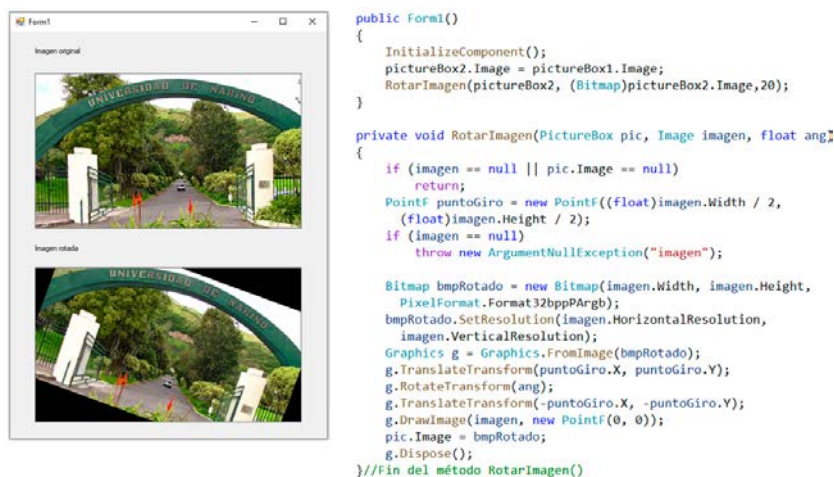 Form1
Imagen original
UNIVERSIDAD DE NARIÑO
Imagen rotada
UNIVERSIDAD DE NARIÑO
public Form1()
{
InitializeComponent();
pictureBox2.Image = pictureBox1.Image;
RotarImagen(pictureBox2, (Bitmap)pictureBox2.Image,20);
}
private void RotarImagen(PictureBox pic, Image imagen, float ang)
{
if (imagen == null || pic.Image == null)
return;
PointF puntoGiro = new PointF((float)imagen.Width / 2,
(float)imagen.Height / 2);
if (imagen == null)
throw new ArgumentNullException("imagen");
Bitmap bmpRotado = new Bitmap(imagen.Width, imagen.Height,
PixelFormat.Format32bppPArgb);
bmpRotado.SetResolution(imagen.HorizontalResolution,
imagen.VerticalResolution);
Graphics g = Graphics.FromImage(bmpRotado);
g.TranslateTransform(puntoGiro.X, puntoGiro.Y);
g.RotateTransform(ang);
g.TranslateTransform(-puntoGiro.X, -puntoGiro.Y);
g.DrawImage(imagen, new PointF(0, 0));
pic.Image = bmpRotado;
g.Dispose();
}//Fin del método RotarImagen()